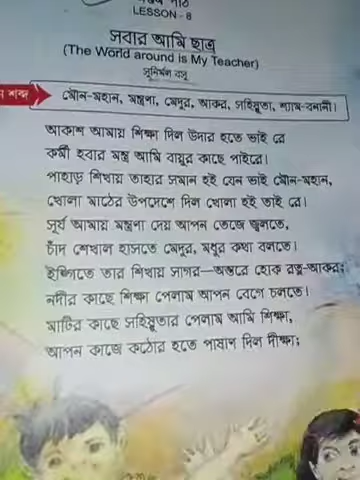 পাঠ
LESSON - 8
সবার আমি ছাত্র
(The World around is My Teacher)
সুনির্মল বসু
শব্দ
মৌন-মহান, মন্ত্রণা, মেদুর, আকর, সহিষ্ণুতা, শ্যাম-বনানী।
আকাশ আমায় শিক্ষা দিল উদার হতে ভাই রে
কর্মী হবার মন্ত্র আমি বায়ুর কাছে পাইরে।
পাহাড় শিখায় তাহার সমান হই যেন ভাই মৌন-মহান,
খোলা মাঠের উপদেশে দিল খোলা হই তাই রে।
সূর্য আমায় মন্ত্রণা দেয় আপন তেজে জ্বলতে,
চাঁদ শেখাল হাসতে মেদুর, মধুর কথা বলতে।
ইঙ্গিতে তার শিখায় সাগর—অন্তরে হোক রত্ন-আকর;
নদীর কাছে শিক্ষা পেলাম আপন বেগে চলতে।
মাটির কাছে সহিষ্ণুতার পেলাম আমি শিক্ষা,
আপন কাজে কঠোর হতে পাষাণ দিল দীক্ষা;